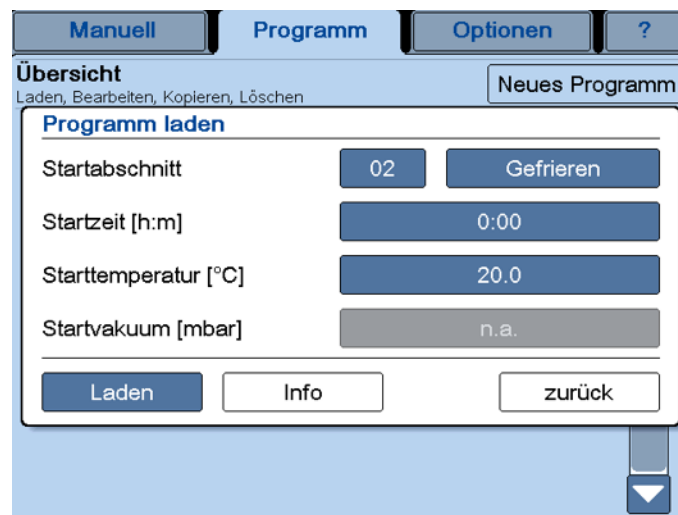 Manuell Programm Optionen ?
Übersicht
Laden, Bearbeiten, Kopieren, Löschen
Neues Programm
Programm laden
Startabschnitt 02 Gefrieren
Startzeit [h:m] 0:00
Starttemperatur [°C] 20.0
Startvakuum [mbar] n.a.
Laden Info zurück